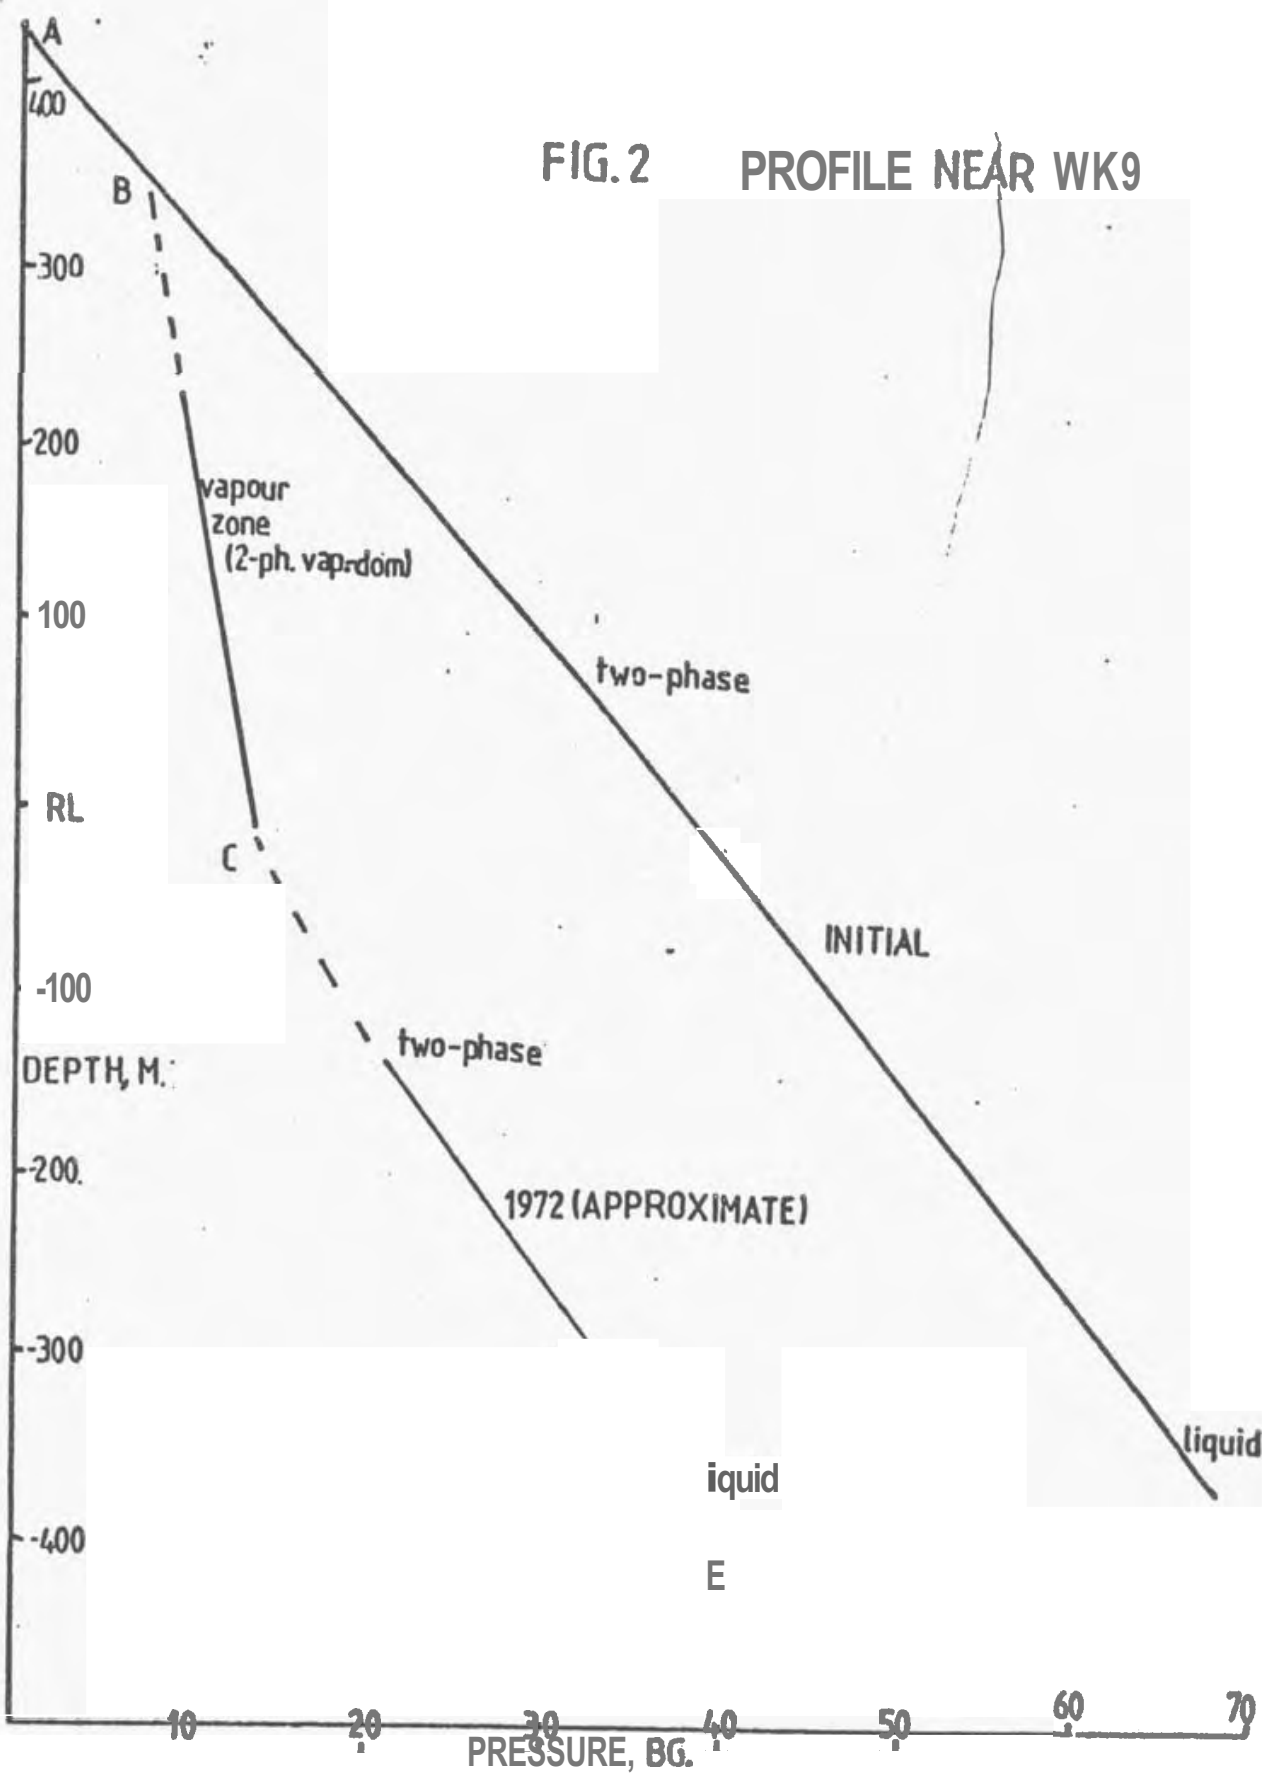 A
400
FIG. 2 PROFILE NEAR WK9
B
300
200
vapour
zone
(2-ph. vap-dom)
100
two-phase
RL
C
INITIAL
-100
two-phase
DEPTH, M.
-200.
1972 (APPROXIMATE)
-300
liquid
iquid
-400
E
10 20 30 40 50 60 70
PRESSURE, BG.